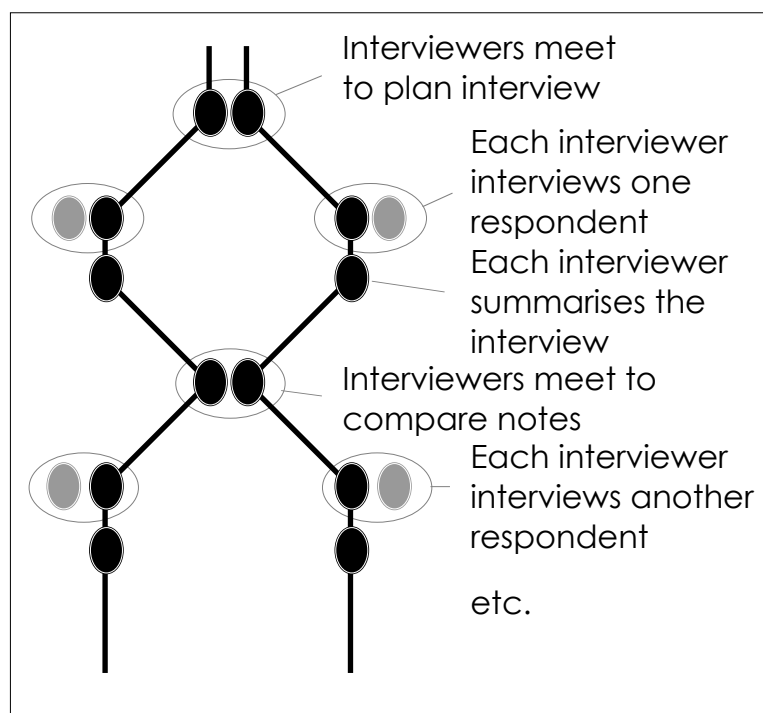 Interviewers meet
to plan interview
Each interviewer
interviews one
respondent
Each interviewer
summarises the
interview
Interviewers meet to
compare notes
Each interviewer
interviews another
respondent
etc.